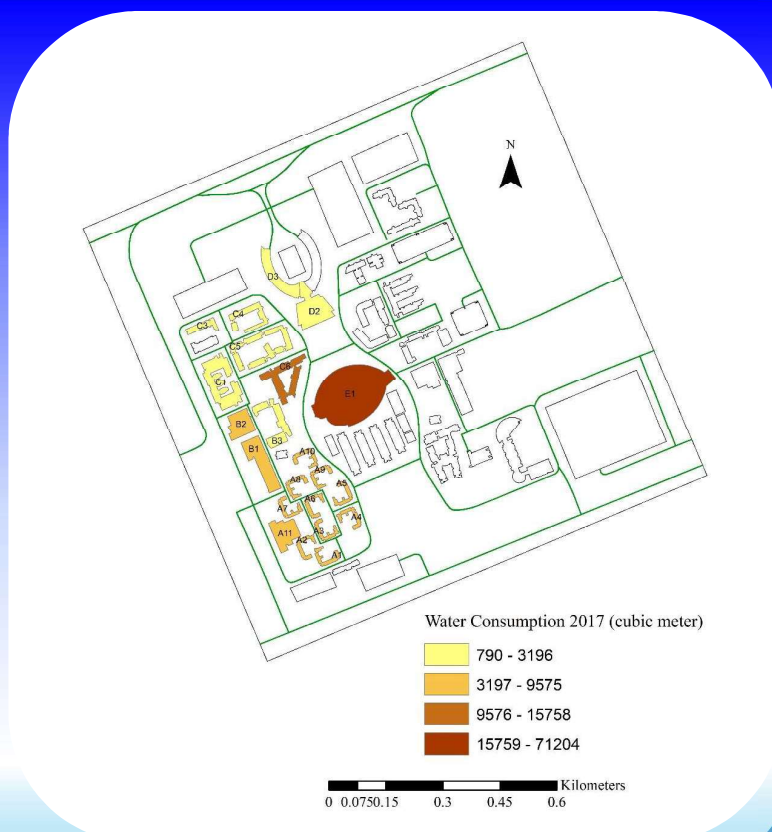 N
D3
D2
C3
C4
C5
C6
C1
E1
B2
B3
B1
A10
A9
A8
A5
A7
A6
A4
A11
A3
A2
A1
Water Consumption 2017 (cubic meter)
790 - 3196
3197 - 9575
9576 - 15758
15759 - 71204
Kilometers
0 0.075 0.15 0.3 0.45 0.6